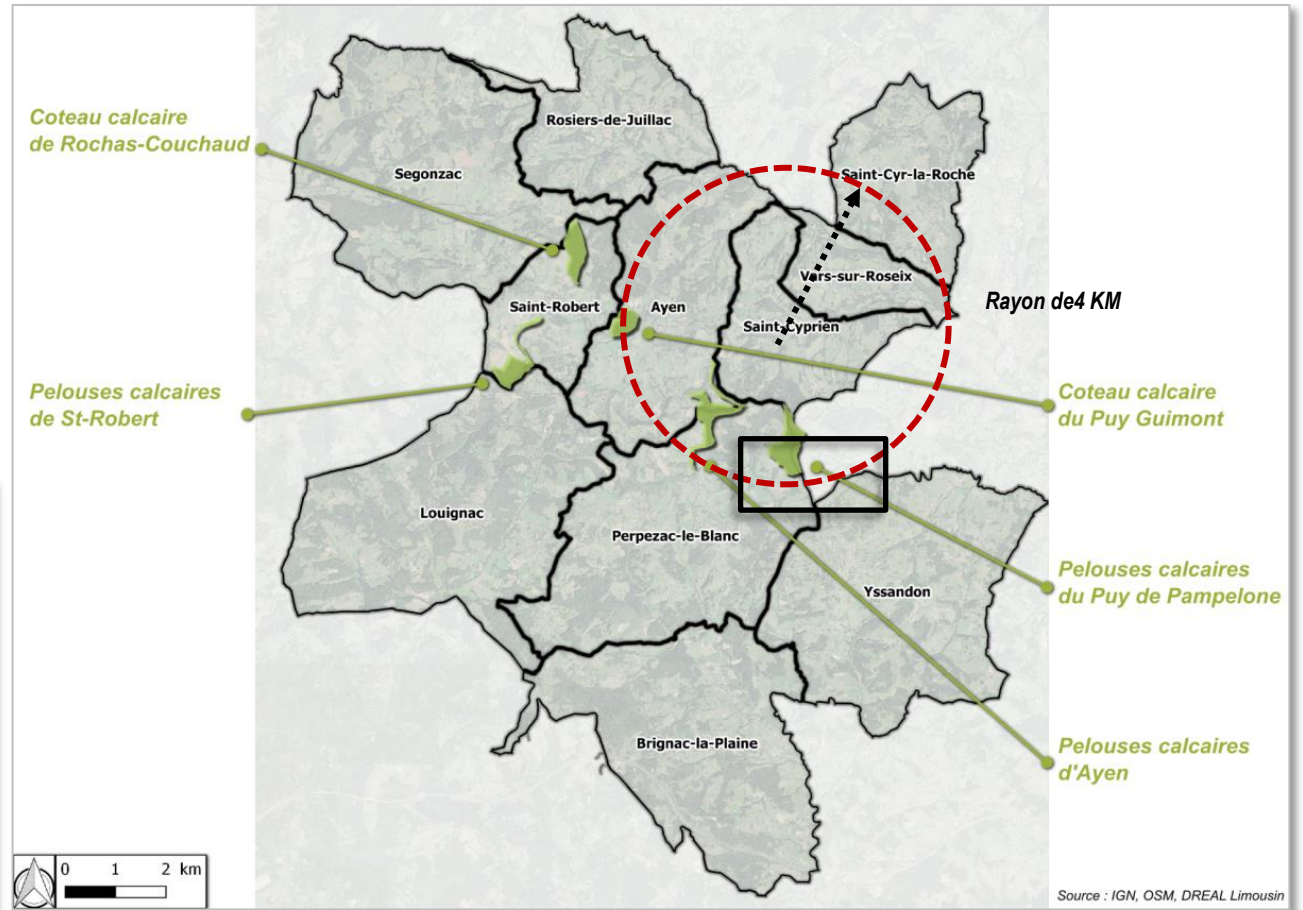 Coteau calcaire
de Rochas-Couchaud
Rosiers-de-Juillac
Segonzac
Saint-Cyr-la-Roche
Vars-sur-Roseix
Rayon de4 KM
Saint-Robert
Ayen
Saint-Cyprien
Pelouses calcaires
de St-Robert
Coteau calcaire
du Puy Guimont
Louignac
Perpezac-le-Blanc
Yssandon
Pelouses calcaires
du Puy de Pampelone
Brignac-la-Plaine
Pelouses calcaires
d'Ayen
0 1 2 km
Source : IGN, OSM, DREAL Limousin